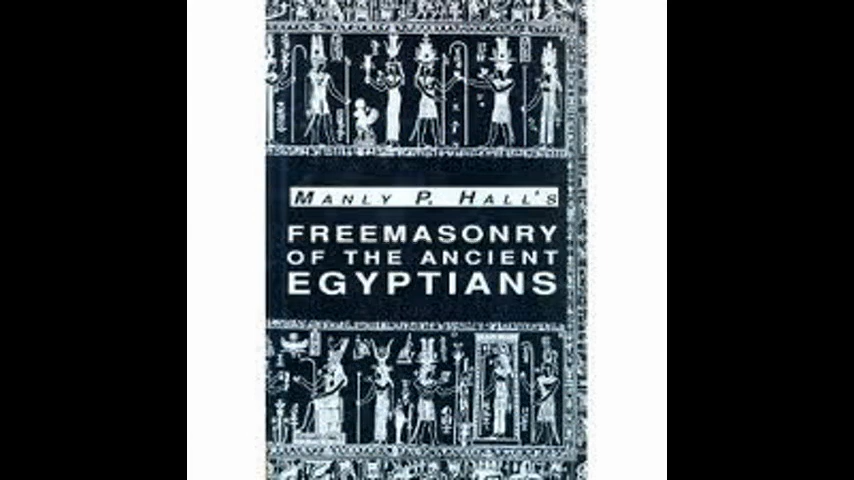 MANLY P. HALL'S
FREEMASONRY
OF THE ANCIENT
EGYPTIANS